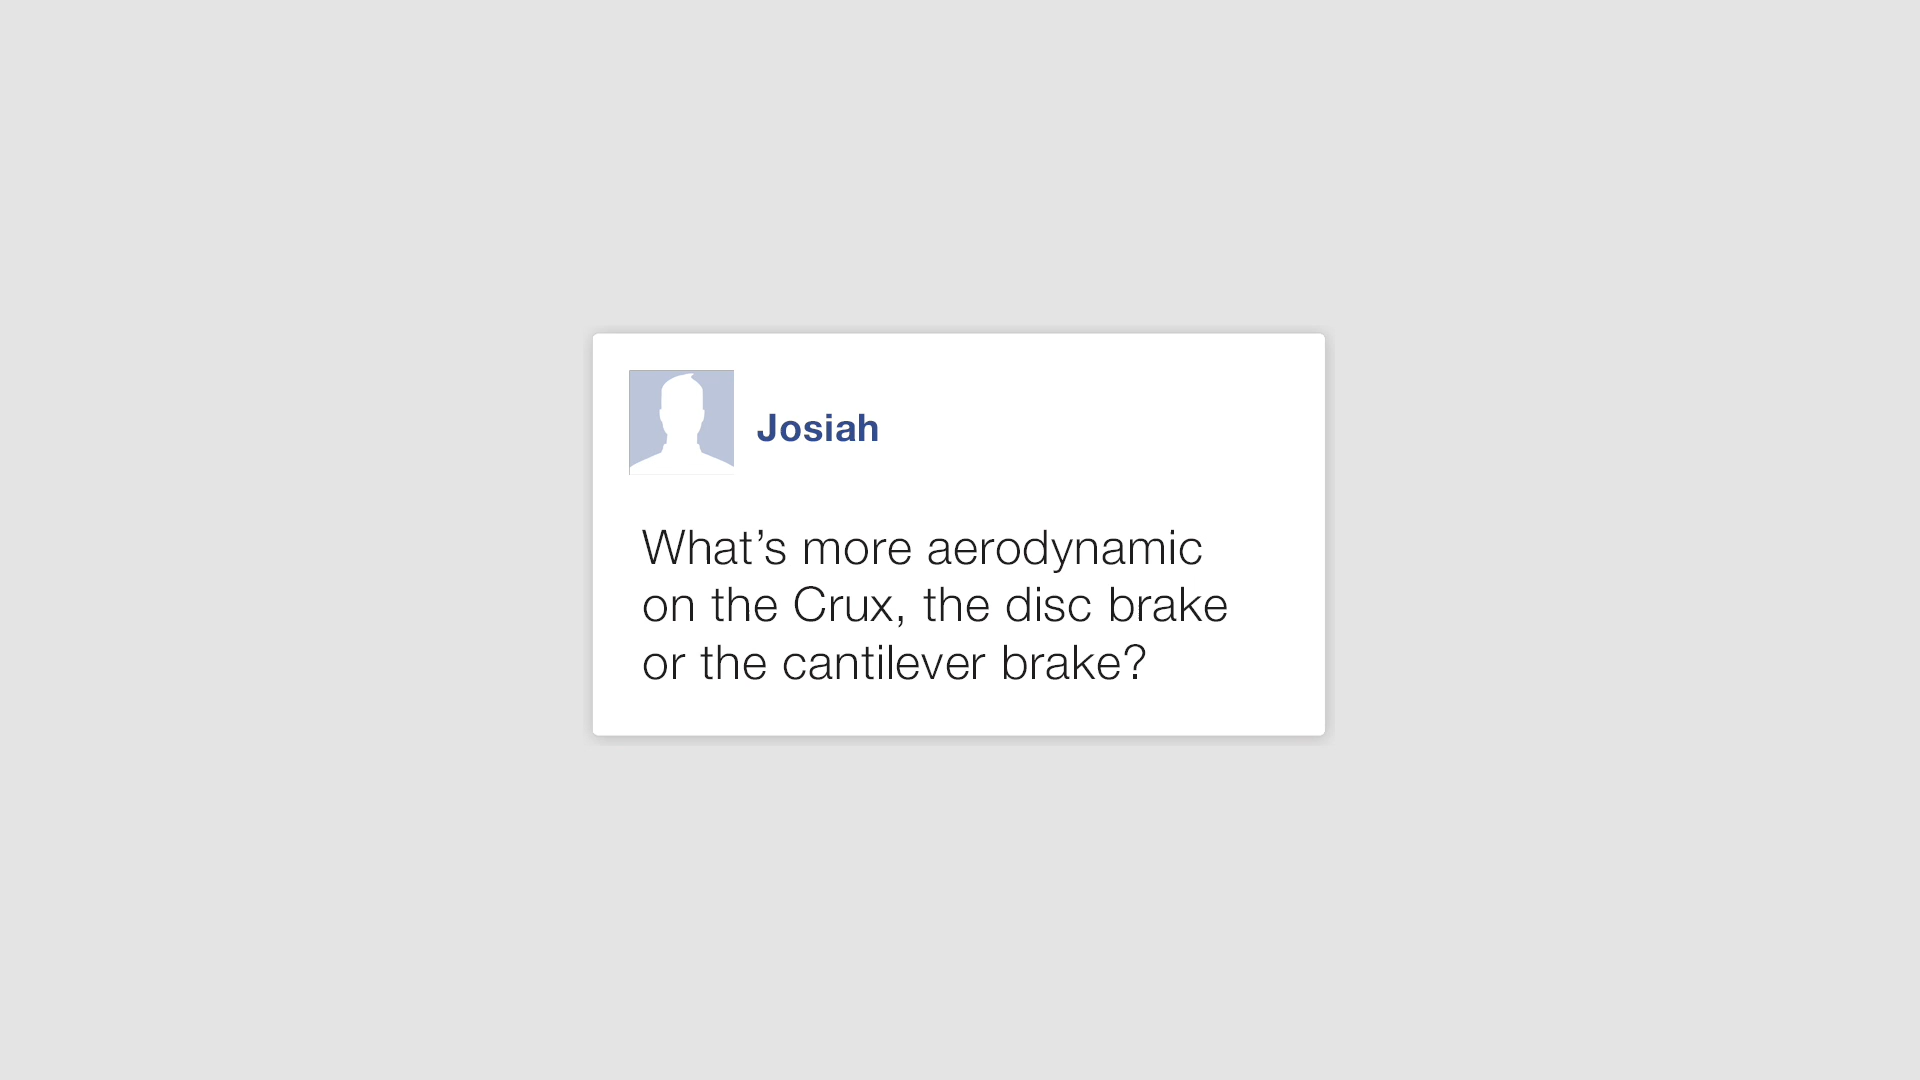 Josiah
What’s more aerodynamic
on the Crux, the disc brake
or the cantilever brake?